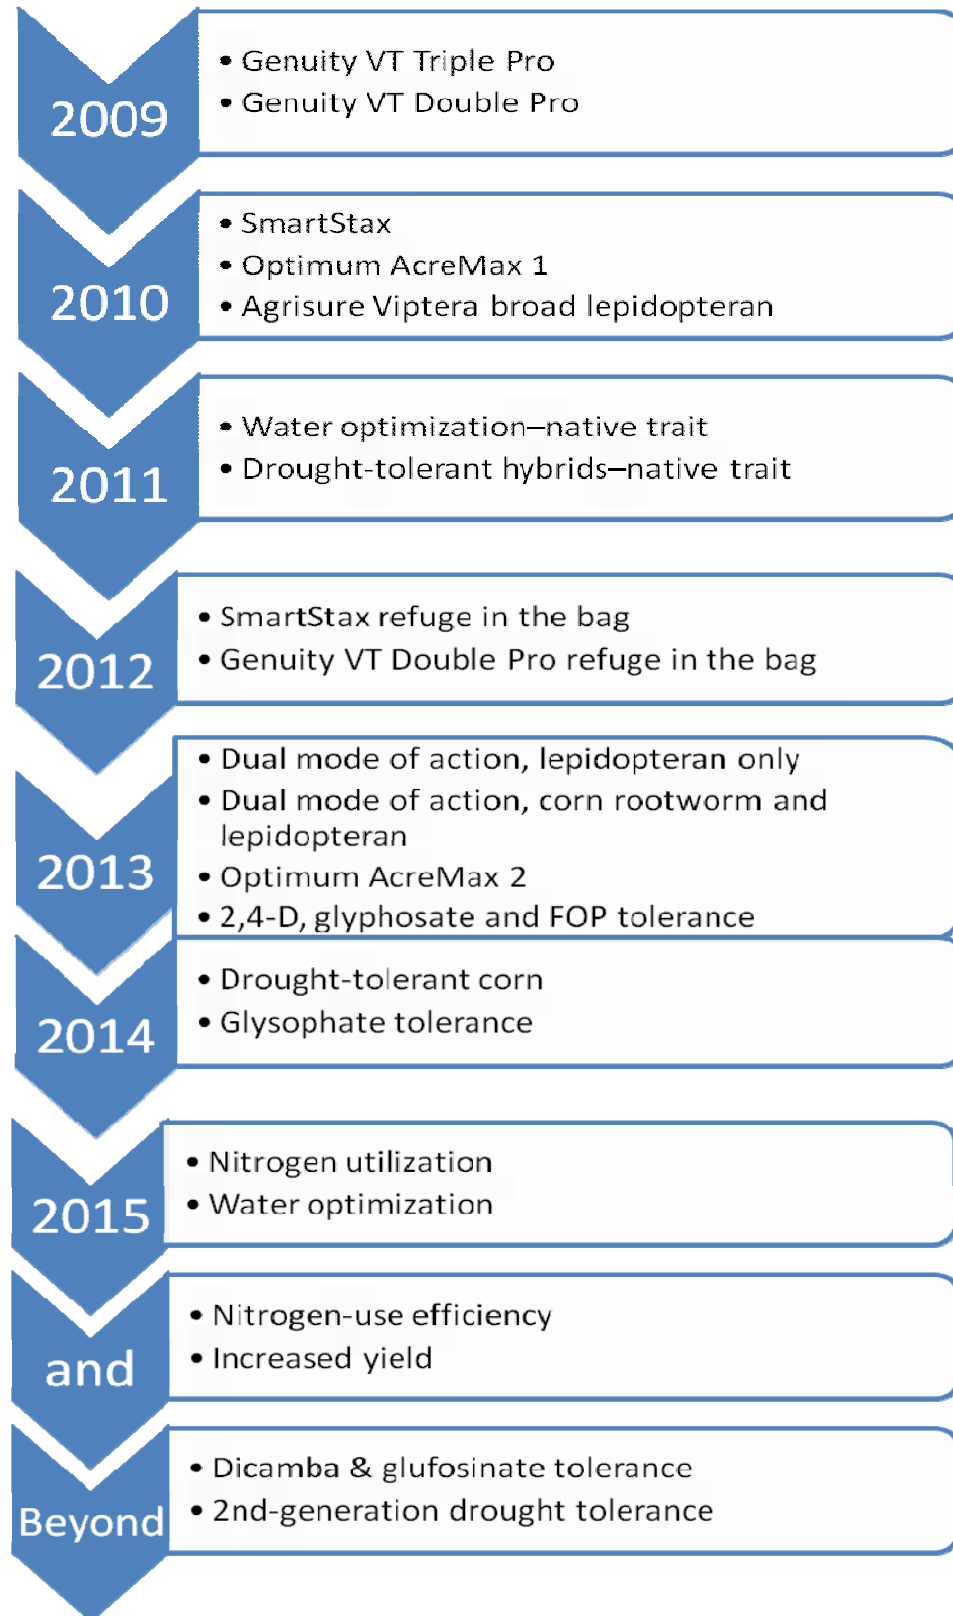 2009
• Genuity VT Triple Pro
• Genuity VT Double Pro
2010
• SmartStax
• Optimum AcreMax 1
• Agrisure Viptera broad lepidopteran
2011
• Water optimization–native trait
• Drought-tolerant hybrids–native trait
2012
• SmartStax refuge in the bag
• Genuity VT Double Pro refuge in the bag
2013
• Dual mode of action, lepidopteran only
• Dual mode of action, corn rootworm and
lepidopteran
• Optimum AcreMax 2
• 2,4-D, glyphosate and FOP tolerance
2014
• Drought-tolerant corn
• Glysophate tolerance
2015
• Nitrogen utilization
• Water optimization
and
• Nitrogen-use efficiency
• Increased yield
Beyond
• Dicamba & glufosinate tolerance
• 2nd-generation drought tolerance